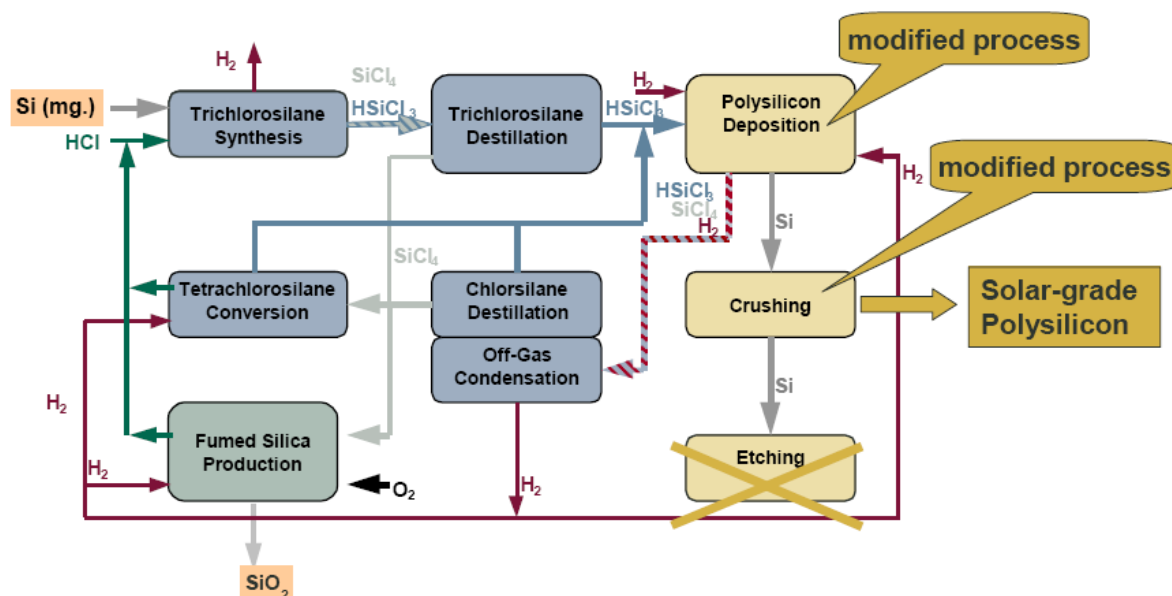 modified process
H₂
SiCl₄
H₂
Si (mg.)
Trichlorosilane
Synthesis
HSiCl₃
Trichlorosilane
Destillation
HSiCl₃
Polysilicon
Deposition
HCl
modified process
H₂
HSiCl₃
SiCl₄
H₂
Si
SiCl₄
Tetrachlorosilane
Conversion
Chlorsilane
Destillation
Crushing
Solar-grade
Polysilicon
Off-Gas
Condensation
Si
H₂
Fumed Silica
Production
Etching
H₂
O₂
H₂
SiO₂